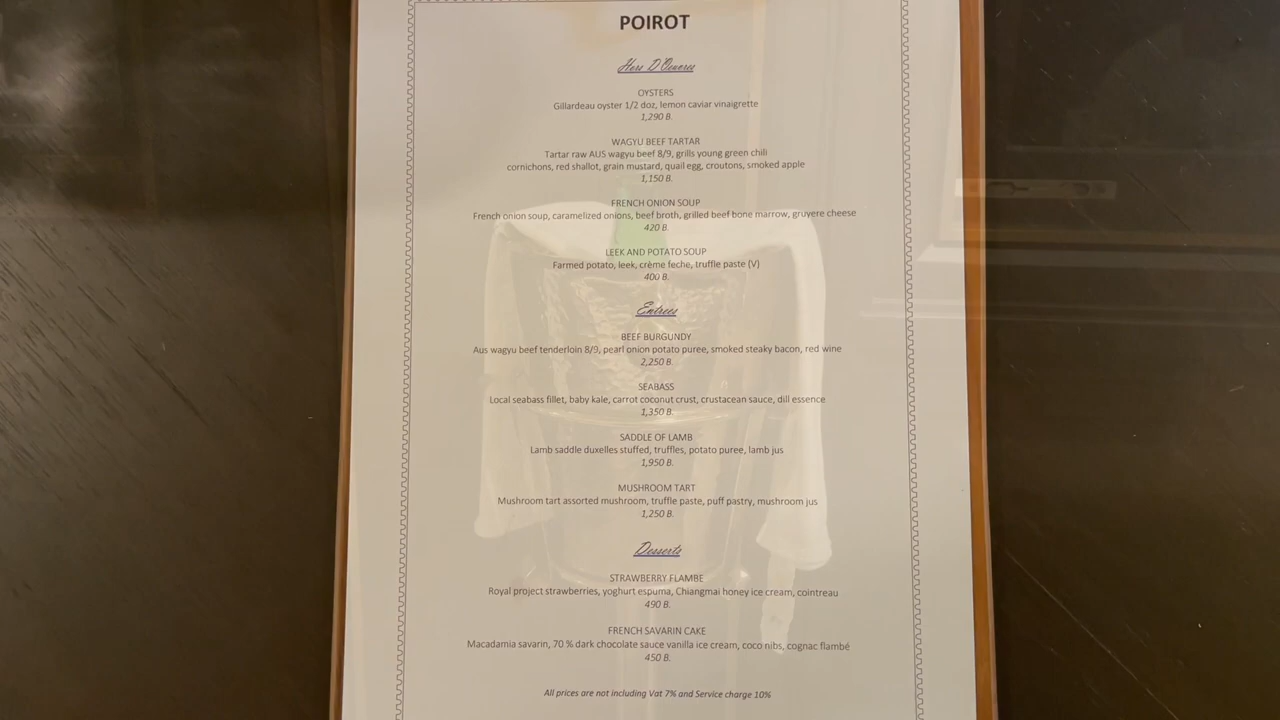 POIROT
Hors D'Oeuvres
OYSTERS
Gillardeau oyster 1/2 doz, lemon caviar vinaigrette
1,290 B.
WAGYU BEEF TARTAR
Tartar raw AUS wagyu beef 8/9, grills young green chili
cornichons, red shallot, grain mustard, quail egg, croutons, smoked apple
1,150 B.
FRENCH ONION SOUP
French onion soup, caramelized onions, beef broth, grilled beef bone marrow, gruyere cheese
420 B.
LEEK AND POTATO SOUP
Farmed potato, leek, crème feche, truffle paste (V)
400 B.
Entrees
BEEF BURGUNDY
Aus wagyu beef tenderloin 8/9, pearl onion potato puree, smoked steaky bacon, red wine
2,250 B.
SEABASS
Local seabass fillet, baby kale, carrot coconut crust, crustacean sauce, dill essence
1,350 B.
SADDLE OF LAMB
Lamb saddle duxelles stuffed, truffles, potato puree, lamb jus
1,950 B.
MUSHROOM TART
Mushroom tart assorted mushroom, truffle paste, puff pastry, mushroom jus
1,250 B.
Desserts
STRAWBERRY FLAMBE
Royal project strawberries, yoghurt espuma, Chiangmai honey ice cream, cointreau
490 B.
FRENCH SAVARIN CAKE
Macadamia savarin, 70 % dark chocolate sauce vanilla ice cream, coco nibs, cognac flambé
450 B.
All prices are not including Vat 7% and Service charge 10%